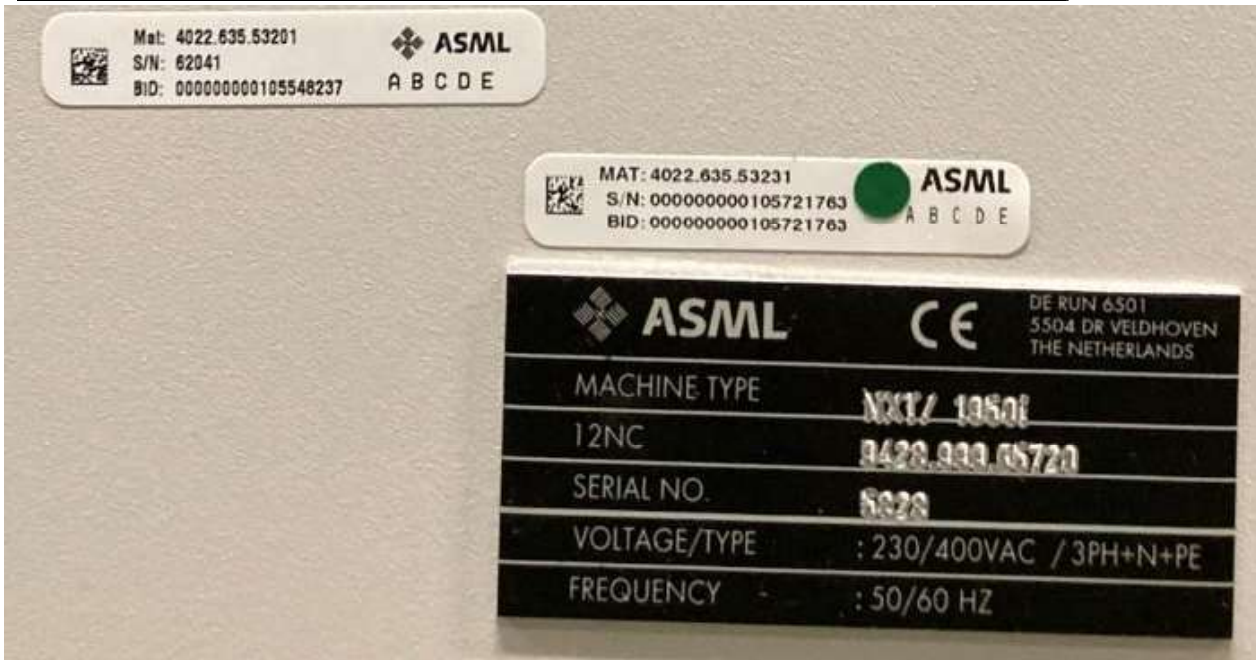 Mat: 4022.635.53201
S/N: 62041
BID: 000000000105548237
ASML
A B C D E
MAT: 4022.635.53231
S/N: 000000000105721763
BID: 000000000105721763
ASML
A B C D E
ASML
CE
DE RUN 6501
5504 DR VELDHOVEN
THE NETHERLANDS
MACHINE TYPE NXT/ 1950i
12NC
SERIAL NO.
VOLTAGE/TYPE : 230/400VAC / 3PH+N+PE
FREQUENCY : 50/60 HZ